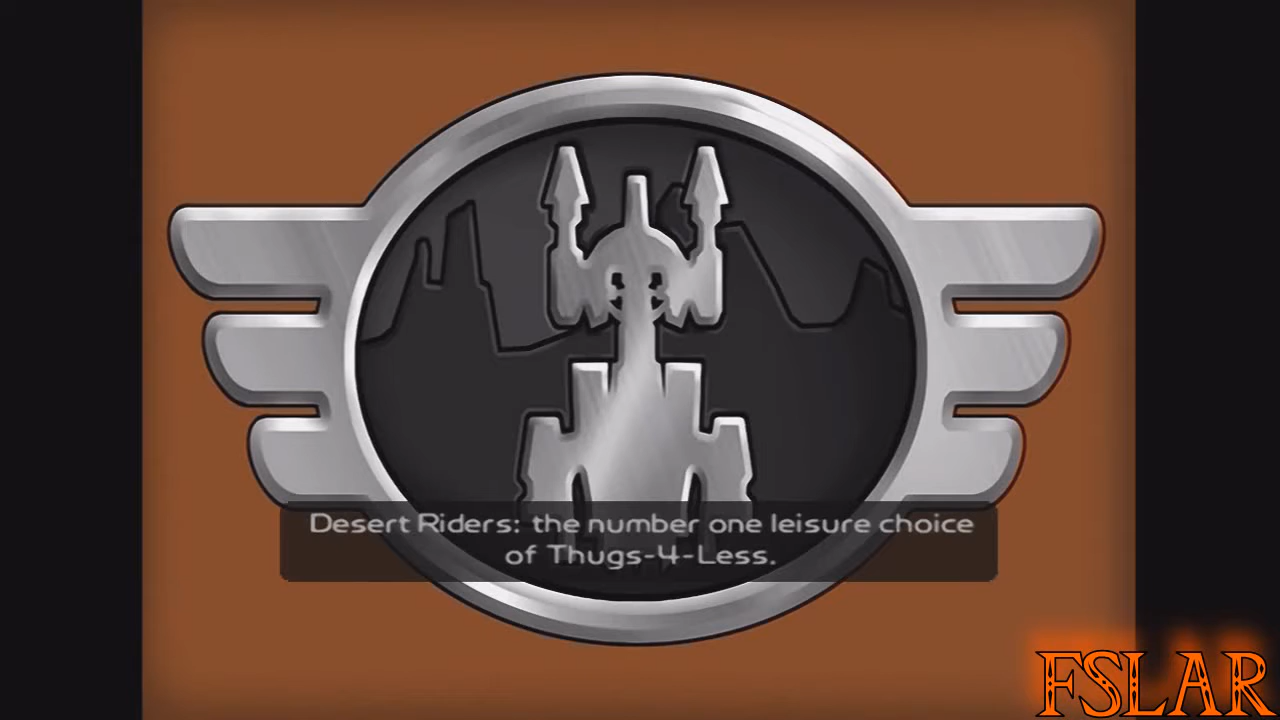 Desert Riders: the number one leisure choice
of Thugs-4-Less.
FSLAR